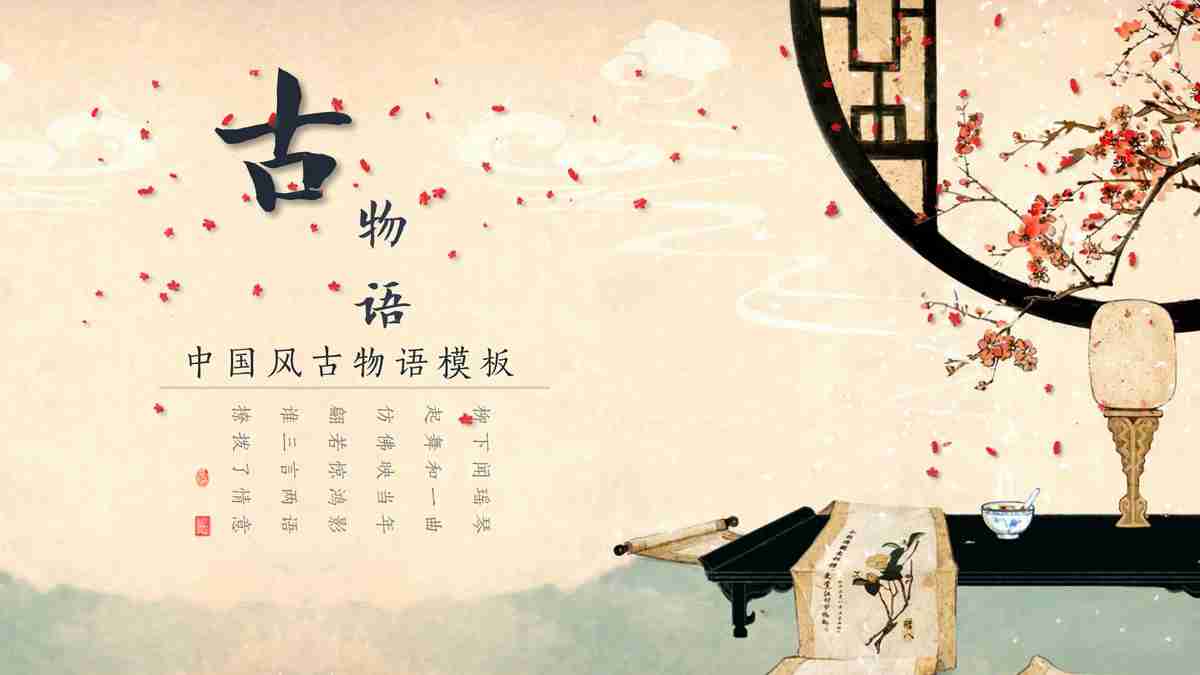 古物语
中国风古物语模板
柳下闻瑶琴
起舞和一曲
仿佛映当年
翩若惊鸿影
谁三言两语
撩拨了情意